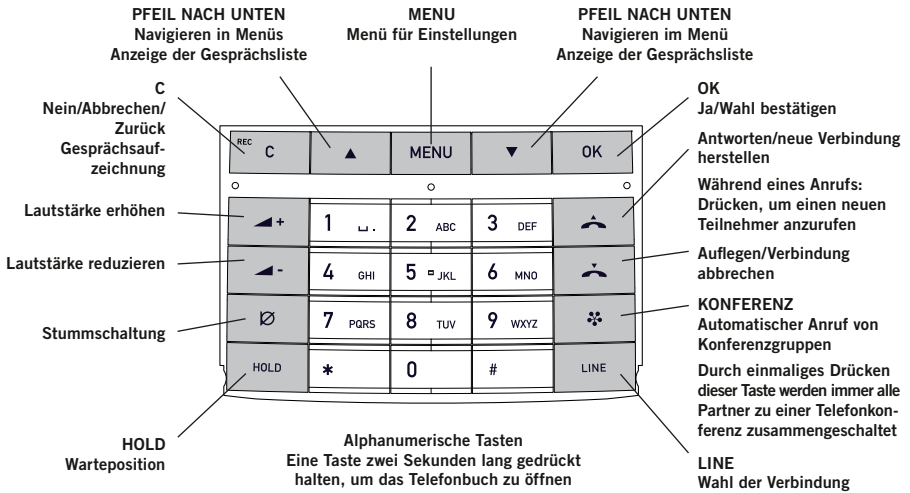 PFEIL NACH UNTEN
Navigieren in Menüs
Anzeige der Gesprächsliste
MENU
Menü für Einstellungen
PFEIL NACH UNTEN
Navigieren im Menü
Anzeige der Gesprächsliste
C
Nein/Abbrechen/
Zurück
Gesprächsauf-
zeichnung
Lautstärke erhöhen
Lautstärke reduzieren
Stummschaltung
HOLD
Warteposition
REC C MENU OK
+ 1 . 2 ABC 3 DEF
- 4 GHI 5 JKL 6 MNO
7 PQRS 8 TUV 9 WXYZ
HOLD * 0 # LINE
Alphanumerische Tasten
Eine Taste zwei Sekunden lang gedrückt
halten, um das Telefonbuch zu öffnen
OK
Ja/Wahl bestätigen
Antworten/neue Verbindung
herstellen
Während eines Anrufs:
Drücken, um einen neuen
Teilnehmer anzurufen
Auflegen/Verbindung
abbrechen
KONFERENZ
Automatischer Anruf von
Konferenzgruppen
Durch einmaliges Drücken
dieser Taste werden immer alle
Partner zu einer Telefonkon-
ferenz zusammengeschaltet
LINE
Wahl der Verbindung